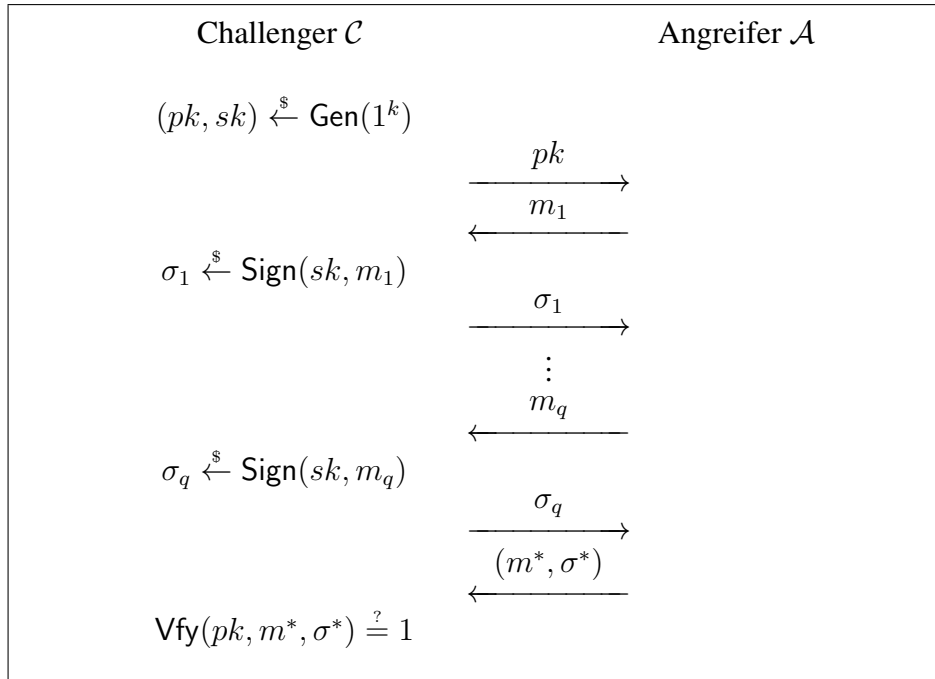 Challenger 𝒞 Angreifer 𝒜
(pk, sk) ←$ Gen(1^k)
pk
m_1
σ_1 ←$ Sign(sk, m_1)
σ_1
⋮
m_q
σ_q ←$ Sign(sk, m_q)
σ_q
(m*, σ*)
Vfy(pk, m*, σ*) =? 1